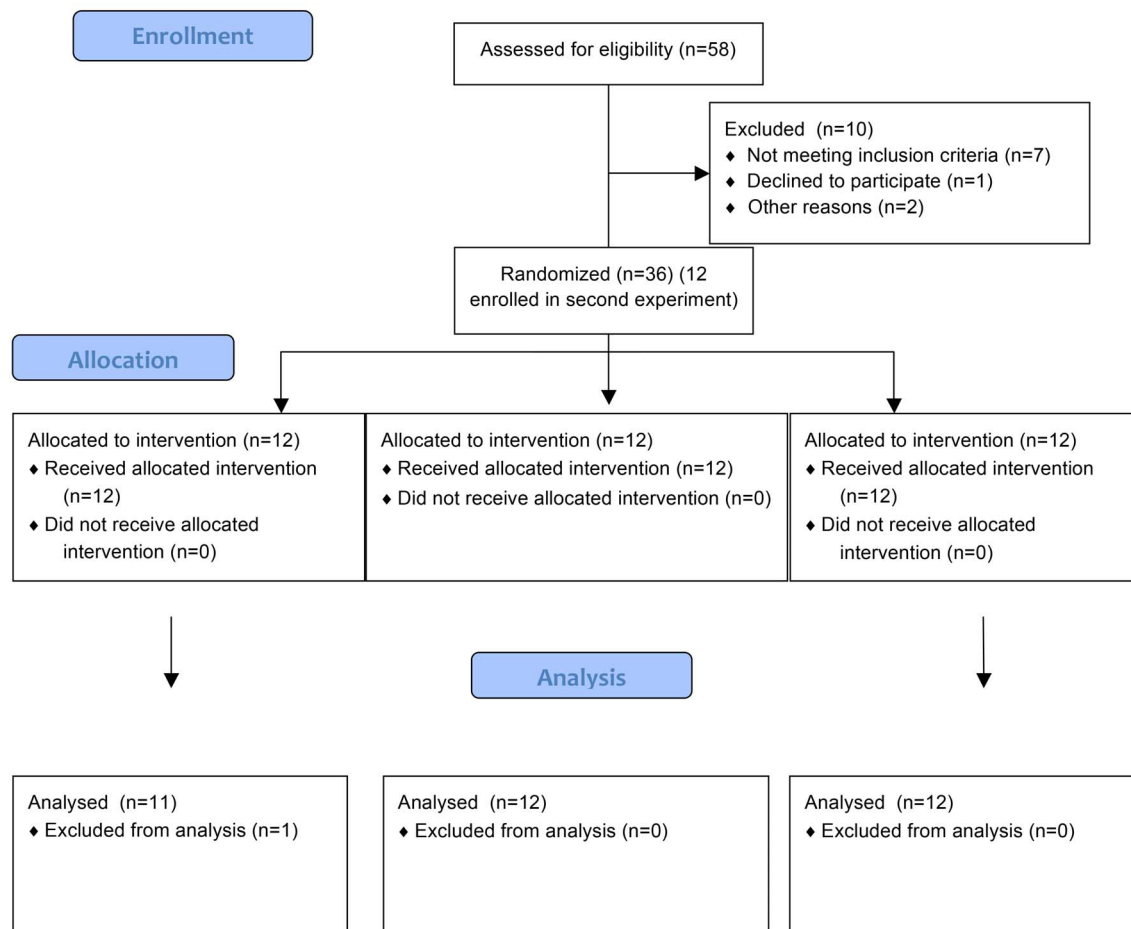 Enrollment
Assessed for eligibility (n=58)
Excluded (n=10)
♦ Not meeting inclusion criteria (n=7)
♦ Declined to participate (n=1)
♦ Other reasons (n=2)
Randomized (n=36) (12
enrolled in second experiment)
Allocation
Allocated to intervention (n=12)
♦ Received allocated intervention
(n=12)
♦ Did not receive allocated
intervention (n=0)
Allocated to intervention (n=12)
♦ Received allocated intervention (n=12)
♦ Did not receive allocated intervention (n=0)
Allocated to intervention (n=12)
♦ Received allocated intervention
(n=12)
♦ Did not receive allocated
intervention (n=0)
Analysis
Analysed (n=11)
♦ Excluded from analysis (n=1)
Analysed (n=12)
♦ Excluded from analysis (n=0)
Analysed (n=12)
♦ Excluded from analysis (n=0)